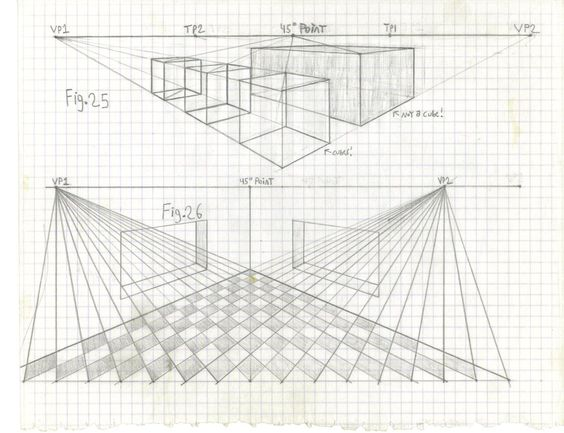 VP1 TP2 45° POINT TP1 VP2
Fig.25
NOT A CUBE!
CUBE!
VP1 45° POINT VP2
Fig.26